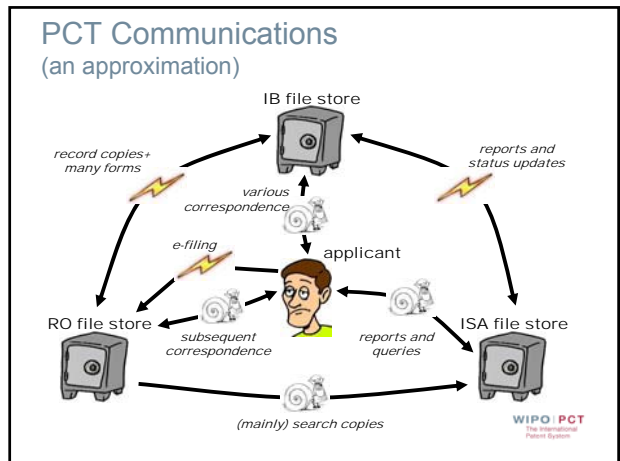 PCT Communications
(an approximation)
IB file store
record copies+
many forms
reports and
status updates
various
correspondence
e-filing
applicant
RO file store
subsequent
correspondence
reports and
queries
ISA file store
(mainly) search copies
WIPO | PCT
The International
Patent System